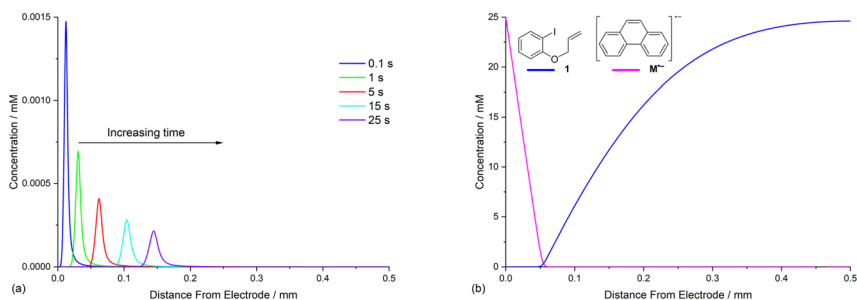 0.0015
0.0010
0.0005
0.0000
Concentration / mM
0.1 s
1 s
5 s
15 s
25 s
Increasing time
0.0
0.1
0.2
0.3
0.4
0.5
Distance From Electrode / mm
(a)
25
20
15
10
5
0
Concentration / mM
I
O
•−
1
M•−
0.0
0.1
0.2
0.3
0.4
0.5
Distance From Electrode / mm
(b)